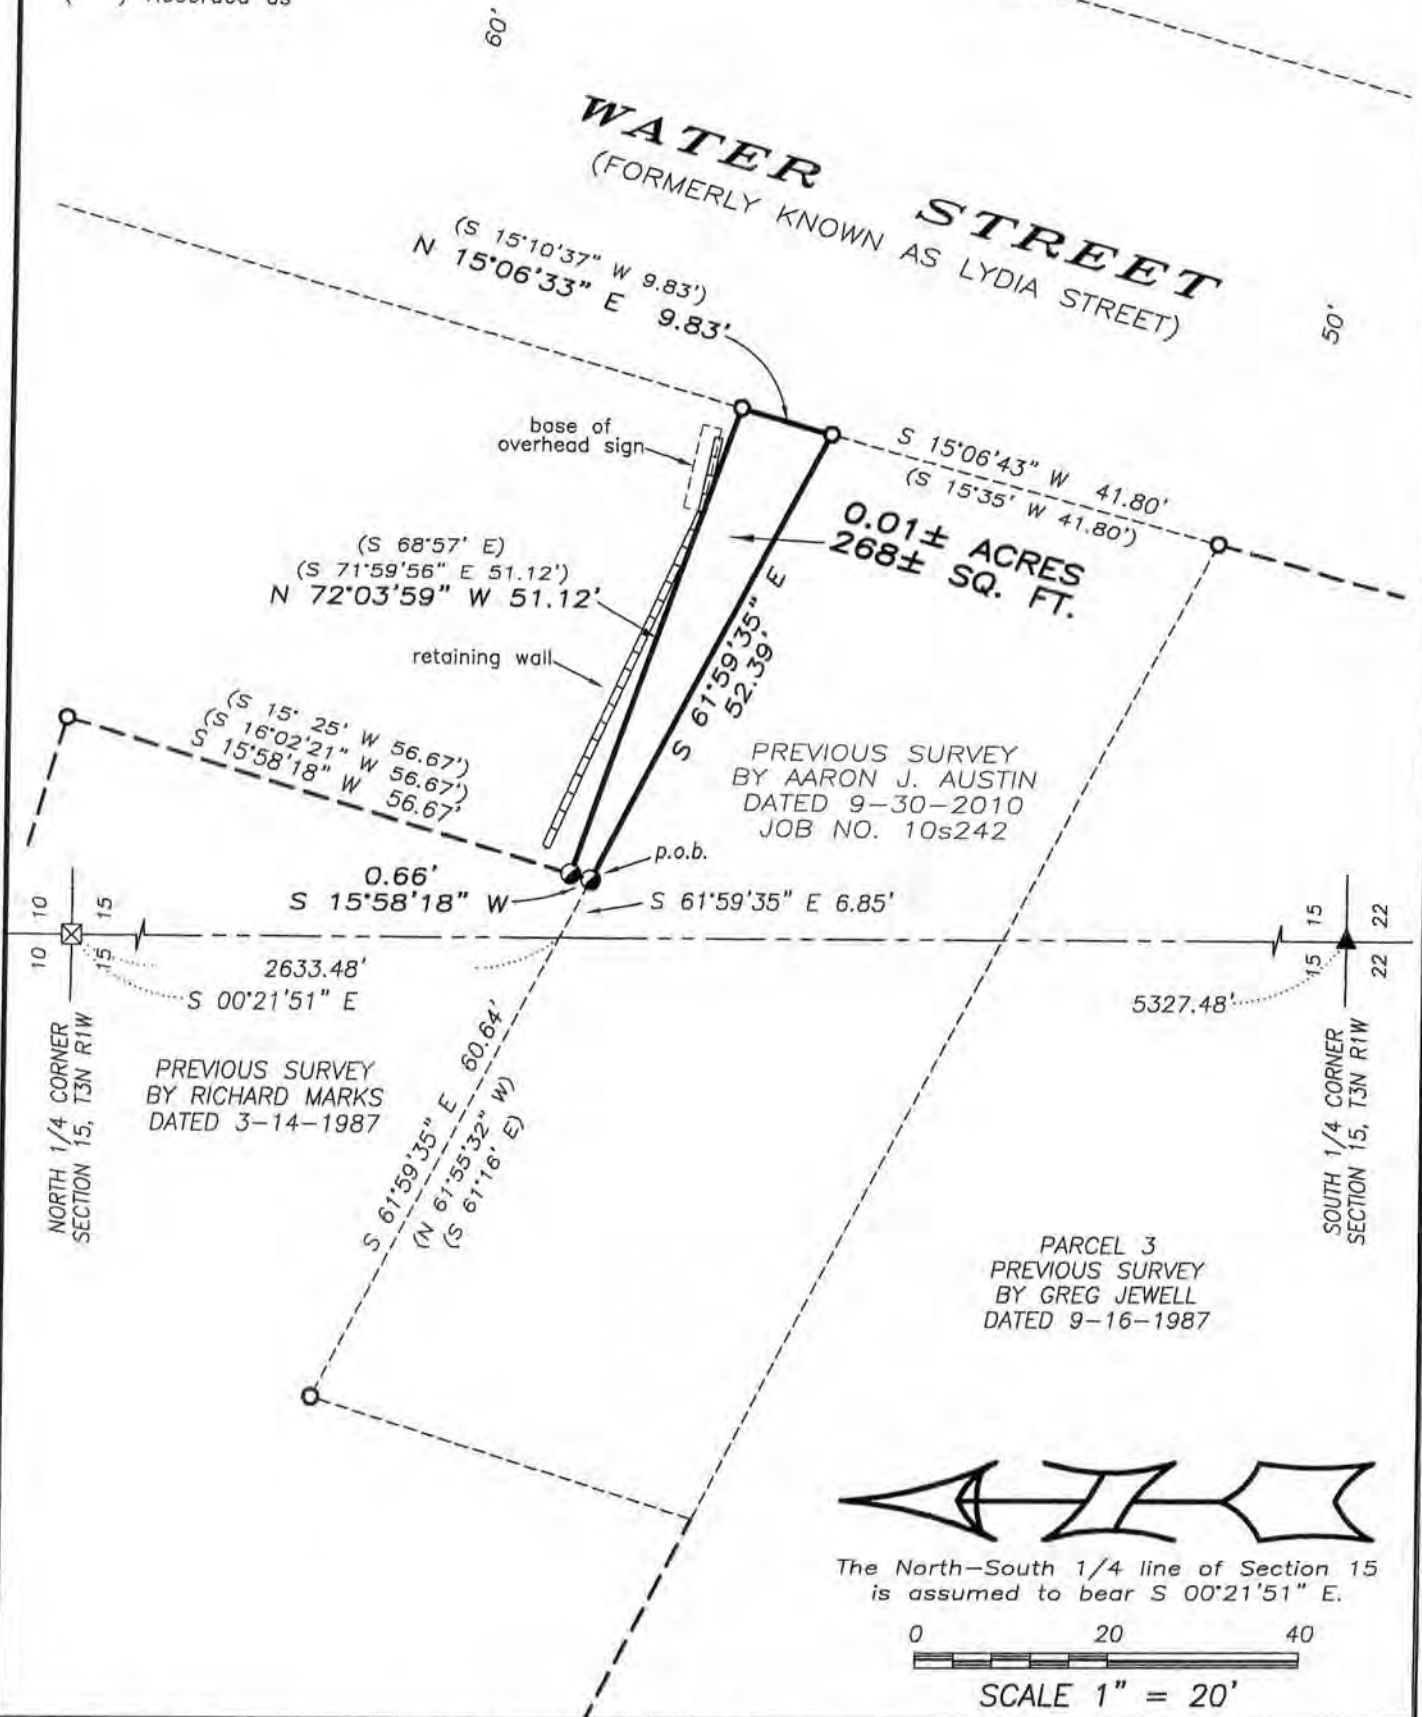 60'
WATER STREET
(FORMERLY KNOWN AS LYDIA STREET)
50'
(S 15°10'37" W 9.83')
N 15°06'33" E 9.83'
base of
overhead sign
S 15°06'43" W 41.80'
(S 15°35' W 41.80')
0.01± ACRES
268± SQ. FT.
(S 68°57' E)
(S 71°59'56" E 51.12')
N 72°03'59" W 51.12'
retaining wall
S 61°59'35" E
52.39'
(S 15° 25' W 56.67')
(S 16°02'21" W 56.67')
S 15°58'18" W 56.67'
PREVIOUS SURVEY
BY AARON J. AUSTIN
DATED 9-30-2010
JOB NO. 10s242
p.o.b.
0.66'
S 15°58'18" W
S 61°59'35" E 6.85'
10 15
10 15
15 22
15 22
2633.48'
S 00°21'51" E
5327.48'
NORTH 1/4 CORNER
SECTION 15, T3N R1W
PREVIOUS SURVEY
BY RICHARD MARKS
DATED 3-14-1987
S 61°59'35" E 60.64'
(N 61°55'32" W)
(S 61°16' E)
SOUTH 1/4 CORNER
SECTION 15, T3N R1W
PARCEL 3
PREVIOUS SURVEY
BY GREG JEWELL
DATED 9-16-1987
N
The North-South 1/4 line of Section 15
is assumed to bear S 00°21'51" E.
0 20 40
SCALE 1" = 20'